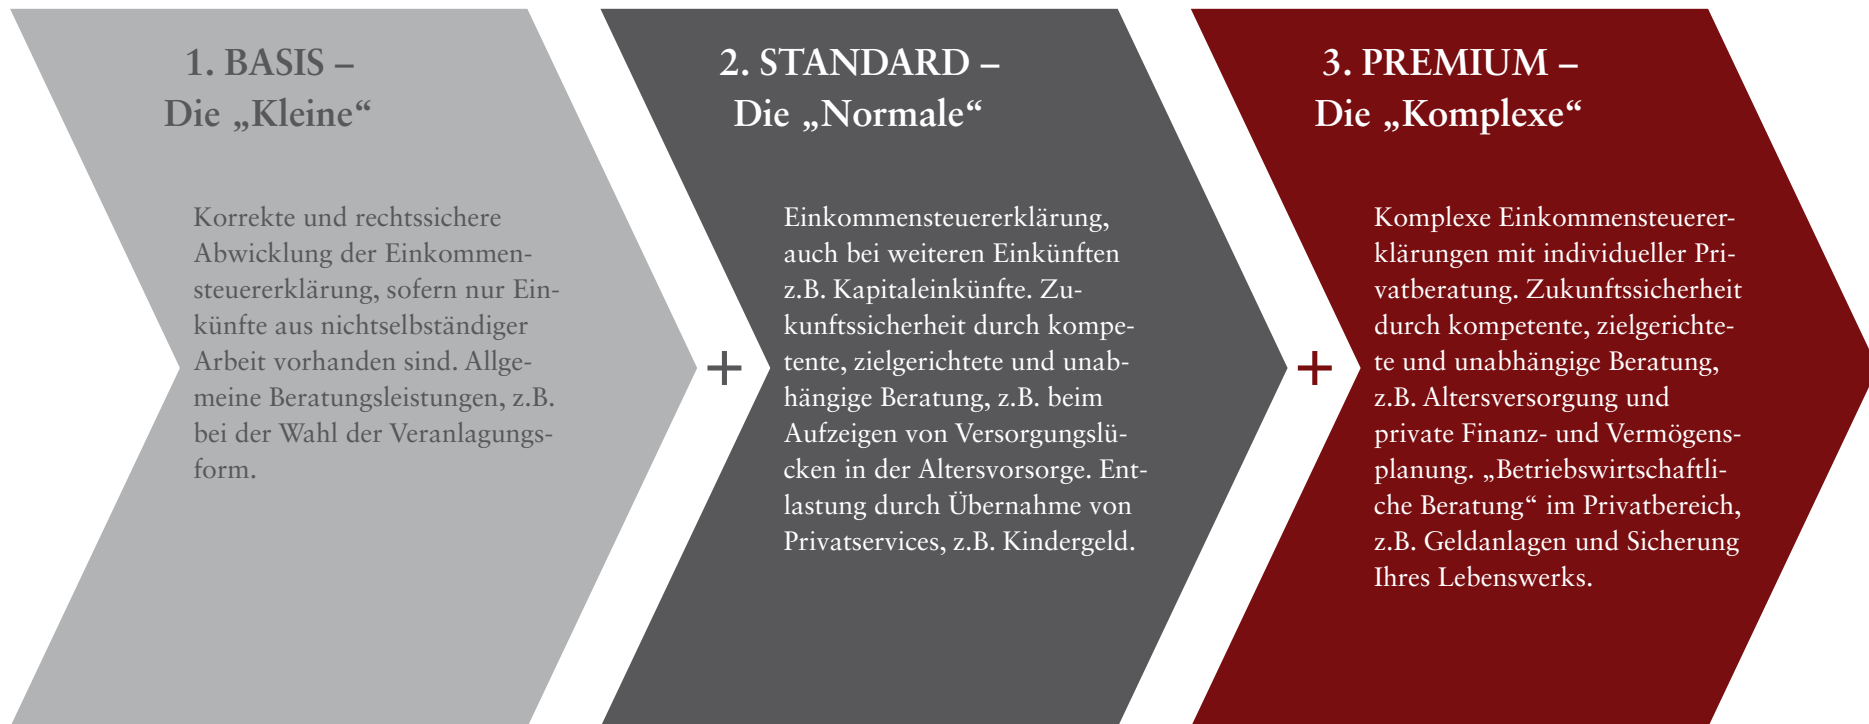 1. BASIS –
Die „Kleine“
Korrekte und rechtssichere
Abwicklung der Einkommen-
steuererklärung, sofern nur Ein-
künfte aus nichtselbständiger
Arbeit vorhanden sind. Allge-
meine Beratungsleistungen, z.B.
bei der Wahl der Veranlagungs-
form.
+
2. STANDARD –
Die „Normale“
Einkommensteuererklärung,
auch bei weiteren Einkünften
z.B. Kapitaleinkünfte. Zu-
kunftssicherheit durch kompe-
tente, zielgerichtete und unab-
hängige Beratung, z.B. beim
Aufzeigen von Versorgungslü-
cken in der Altersvorsorge. Ent-
lastung durch Übernahme von
Privatservices, z.B. Kindergeld.
+
3. PREMIUM –
Die „Komplexe“
Komplexe Einkommensteuerer-
klärungen mit individueller Pri-
vatberatung. Zukunftssicherheit
durch kompetente, zielgerichte-
te und unabhängige Beratung,
z.B. Altersversorgung und
private Finanz- und Vermögens-
planung. „Betriebswirtschaftli-
che Beratung“ im Privatbereich,
z.B. Geldanlagen und Sicherung
Ihres Lebenswerks.